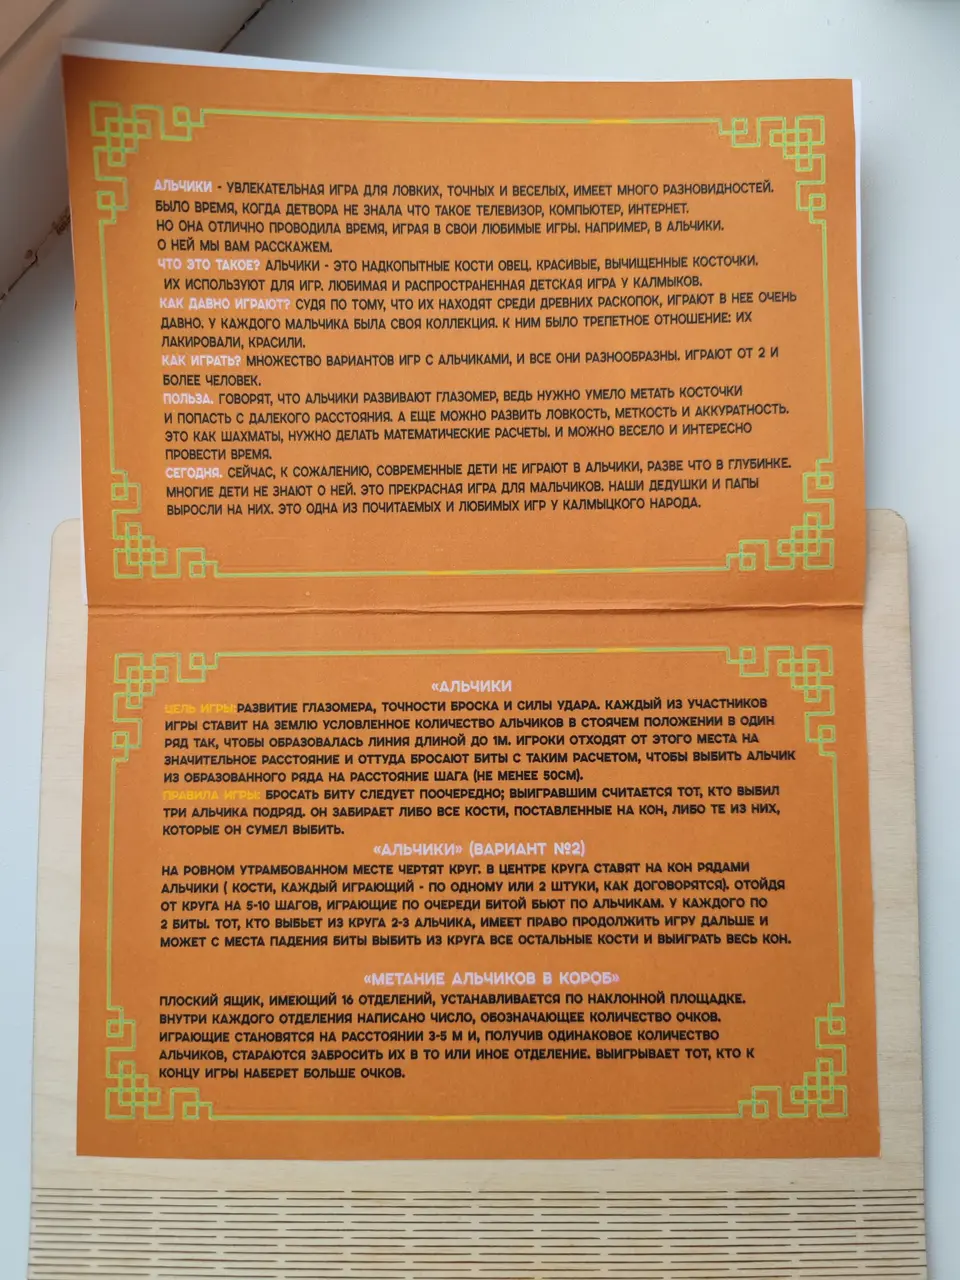 АЛЬЧИКИ - УВЛЕКАТЕЛЬНАЯ ИГРА ДЛЯ ЛОВКИХ, ТОЧНЫХ И ВЕСЕЛЫХ, ИМЕЕТ МНОГО РАЗНОВИДНОСТЕЙ.
БЫЛО ВРЕМЯ, КОГДА ДЕТВОРА НЕ ЗНАЛА ЧТО ТАКОЕ ТЕЛЕВИЗОР, КОМПЬЮТЕР, ИНТЕРНЕТ.
НО ОНА ОТЛИЧНО ПРОВОДИЛА ВРЕМЯ, ИГРАЯ В СВОИ ЛЮБИМЫЕ ИГРЫ. НАПРИМЕР, В АЛЬЧИКИ.
О НЕЙ МЫ ВАМ РАССКАЖЕМ.
ЧТО ЭТО ТАКОЕ? АЛЬЧИКИ - ЭТО НАДКОПЫТНЫЕ КОСТИ ОВЕЦ. КРАСИВЫЕ, ВЫЧИЩЕННЫЕ КОСТОЧКИ.
ИХ ИСПОЛЬЗУЮТ ДЛЯ ИГР. ЛЮБИМАЯ И РАСПРОСТРАНЕННАЯ ДЕТСКАЯ ИГРА У КАЛМЫКОВ.
КАК ДАВНО ИГРАЮТ? СУДЯ ПО ТОМУ, ЧТО ИХ НАХОДЯТ СРЕДИ ДРЕВНИХ РАСКОПОК, ИГРАЮТ В НЕЕ ОЧЕНЬ
ДАВНО. У КАЖДОГО МАЛЬЧИКА БЫЛА СВОЯ КОЛЛЕКЦИЯ. К НИМ БЫЛО ТРЕПЕТНОЕ ОТНОШЕНИЕ: ИХ
ЛАКИРОВАЛИ, КРАСИЛИ.
КАК ИГРАТЬ? МНОЖЕСТВО ВАРИАНТОВ ИГР С АЛЬЧИКАМИ, И ВСЕ ОНИ РАЗНООБРАЗНЫ. ИГРАЮТ ОТ 2 И
БОЛЕЕ ЧЕЛОВЕК.
ПОЛЬЗА. ГОВОРЯТ, ЧТО АЛЬЧИКИ РАЗВИВАЮТ ГЛАЗОМЕР, ВЕДЬ НУЖНО УМЕЛО МЕТАТЬ КОСТОЧКИ
И ПОПАСТЬ С ДАЛЕКОГО РАССТОЯНИЯ. А ЕЩЕ МОЖНО РАЗВИТЬ ЛОВКОСТЬ, МЕТКОСТЬ И АККУРАТНОСТЬ.
ЭТО КАК ШАХМАТЫ, НУЖНО ДЕЛАТЬ МАТЕМАТИЧЕСКИЕ РАСЧЕТЫ. И МОЖНО ВЕСЕЛО И ИНТЕРЕСНО
ПРОВЕСТИ ВРЕМЯ.
СЕГОДНЯ. СЕЙЧАС, К СОЖАЛЕНИЮ, СОВРЕМЕННЫЕ ДЕТИ НЕ ИГРАЮТ В АЛЬЧИКИ, РАЗВЕ ЧТО В ГЛУБИНКЕ.
МНОГИЕ ДЕТИ НЕ ЗНАЮТ О НЕЙ. ЭТО ПРЕКРАСНАЯ ИГРА ДЛЯ МАЛЬЧИКОВ. НАШИ ДЕДУШКИ И ПАПЫ
ВЫРОСЛИ НА НИХ. ЭТО ОДНА ИЗ ПОЧИТАЕМЫХ И ЛЮБИМЫХ ИГР У КАЛМЫЦКОГО НАРОДА.
«АЛЬЧИКИ
ЦЕЛЬ ИГРЫ:РАЗВИТИЕ ГЛАЗОМЕРА, ТОЧНОСТИ БРОСКА И СИЛЫ УДАРА. КАЖДЫЙ ИЗ УЧАСТНИКОВ
ИГРЫ СТАВИТ НА ЗЕМЛЮ УСЛОВЛЕННОЕ КОЛИЧЕСТВО АЛЬЧИКОВ В СТОЯЧЕМ ПОЛОЖЕНИИ В ОДИН
РЯД ТАК, ЧТОБЫ ОБРАЗОВАЛАСЬ ЛИНИЯ ДЛИНОЙ ДО 1М. ИГРОКИ ОТХОДЯТ ОТ ЭТОГО МЕСТА НА
ЗНАЧИТЕЛЬНОЕ РАССТОЯНИЕ И ОТТУДА БРОСАЮТ БИТЫ С ТАКИМ РАСЧЕТОМ, ЧТОБЫ ВЫБИТЬ АЛЬЧИК
ИЗ ОБРАЗОВАННОГО РЯДА НА РАССТОЯНИЕ ШАГА (НЕ МЕНЕЕ 50СМ).
ПРАВИЛА ИГРЫ: БРОСАТЬ БИТУ СЛЕДУЕТ ПООЧЕРЕДНО; ВЫИГРАВШИМ СЧИТАЕТСЯ ТОТ, КТО ВЫБИЛ
ТРИ АЛЬЧИКА ПОДРЯД. ОН ЗАБИРАЕТ ЛИБО ВСЕ КОСТИ, ПОСТАВЛЕННЫЕ НА КОН, ЛИБО ТЕ ИЗ НИХ,
КОТОРЫЕ ОН СУМЕЛ ВЫБИТЬ.
«АЛЬЧИКИ» (ВАРИАНТ №2)
НА РОВНОМ УТРАМБОВАННОМ МЕСТЕ ЧЕРТЯТ КРУГ. В ЦЕНТРЕ КРУГА СТАВЯТ НА КОН РЯДАМИ
АЛЬЧИКИ ( КОСТИ, КАЖДЫЙ ИГРАЮЩИЙ - ПО ОДНОМУ ИЛИ 2 ШТУКИ, КАК ДОГОВОРЯТСЯ). ОТОЙДЯ
ОТ КРУГА НА 5-10 ШАГОВ, ИГРАЮЩИЕ ПО ОЧЕРЕДИ БИТОЙ БЬЮТ ПО АЛЬЧИКАМ. У КАЖДОГО ПО
2 БИТЫ. ТОТ, КТО ВЫБЬЕТ ИЗ КРУГА 2-3 АЛЬЧИКА, ИМЕЕТ ПРАВО ПРОДОЛЖИТЬ ИГРУ ДАЛЬШЕ И
МОЖЕТ С МЕСТА ПАДЕНИЯ БИТЫ ВЫБИТЬ ИЗ КРУГА ВСЕ ОСТАЛЬНЫЕ КОСТИ И ВЫИГРАТЬ ВЕСЬ КОН.
«МЕТАНИЕ АЛЬЧИКОВ В КОРОБ»
ПЛОСКИЙ ЯЩИК, ИМЕЮЩИЙ 16 ОТДЕЛЕНИЙ, УСТАНАВЛИВАЕТСЯ ПО НАКЛОННОЙ ПЛОЩАДКЕ.
ВНУТРИ КАЖДОГО ОТДЕЛЕНИЯ НАПИСАНО ЧИСЛО, ОБОЗНАЧАЮЩЕЕ КОЛИЧЕСТВО ОЧКОВ.
ИГРАЮЩИЕ СТАНОВЯТСЯ НА РАССТОЯНИИ 3-5 М И, ПОЛУЧИВ ОДИНАКОВОЕ КОЛИЧЕСТВО
АЛЬЧИКОВ, СТАРАЮТСЯ ЗАБРОСИТЬ ИХ В ТО ИЛИ ИНОЕ ОТДЕЛЕНИЕ. ВЫИГРЫВАЕТ ТОТ, КТО К
КОНЦУ ИГРЫ НАБЕРЕТ БОЛЬШЕ ОЧКОВ.